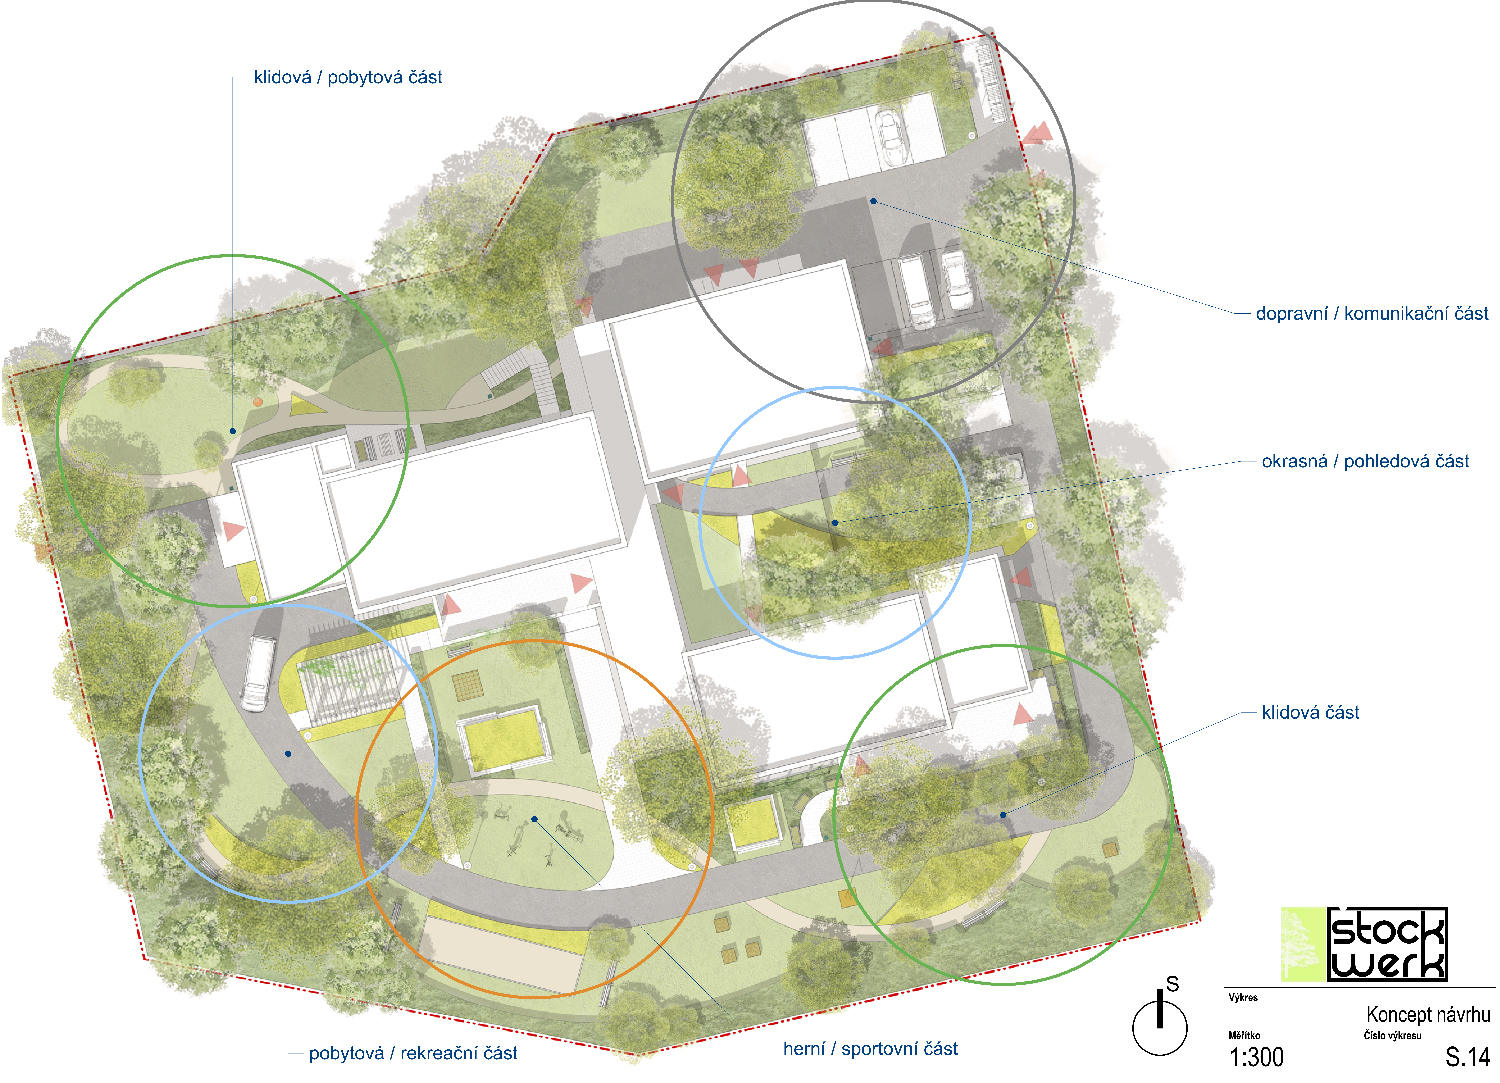 klidová / pobytová část
dopravní / komunikační část
okrasná / pohledová část
klidová část
pobytová / rekreační část
herní / sportovní část
S
stock
werk
Výkres
Koncept návrhu
Měřítko
Číslo výkresu
1:300
S.14